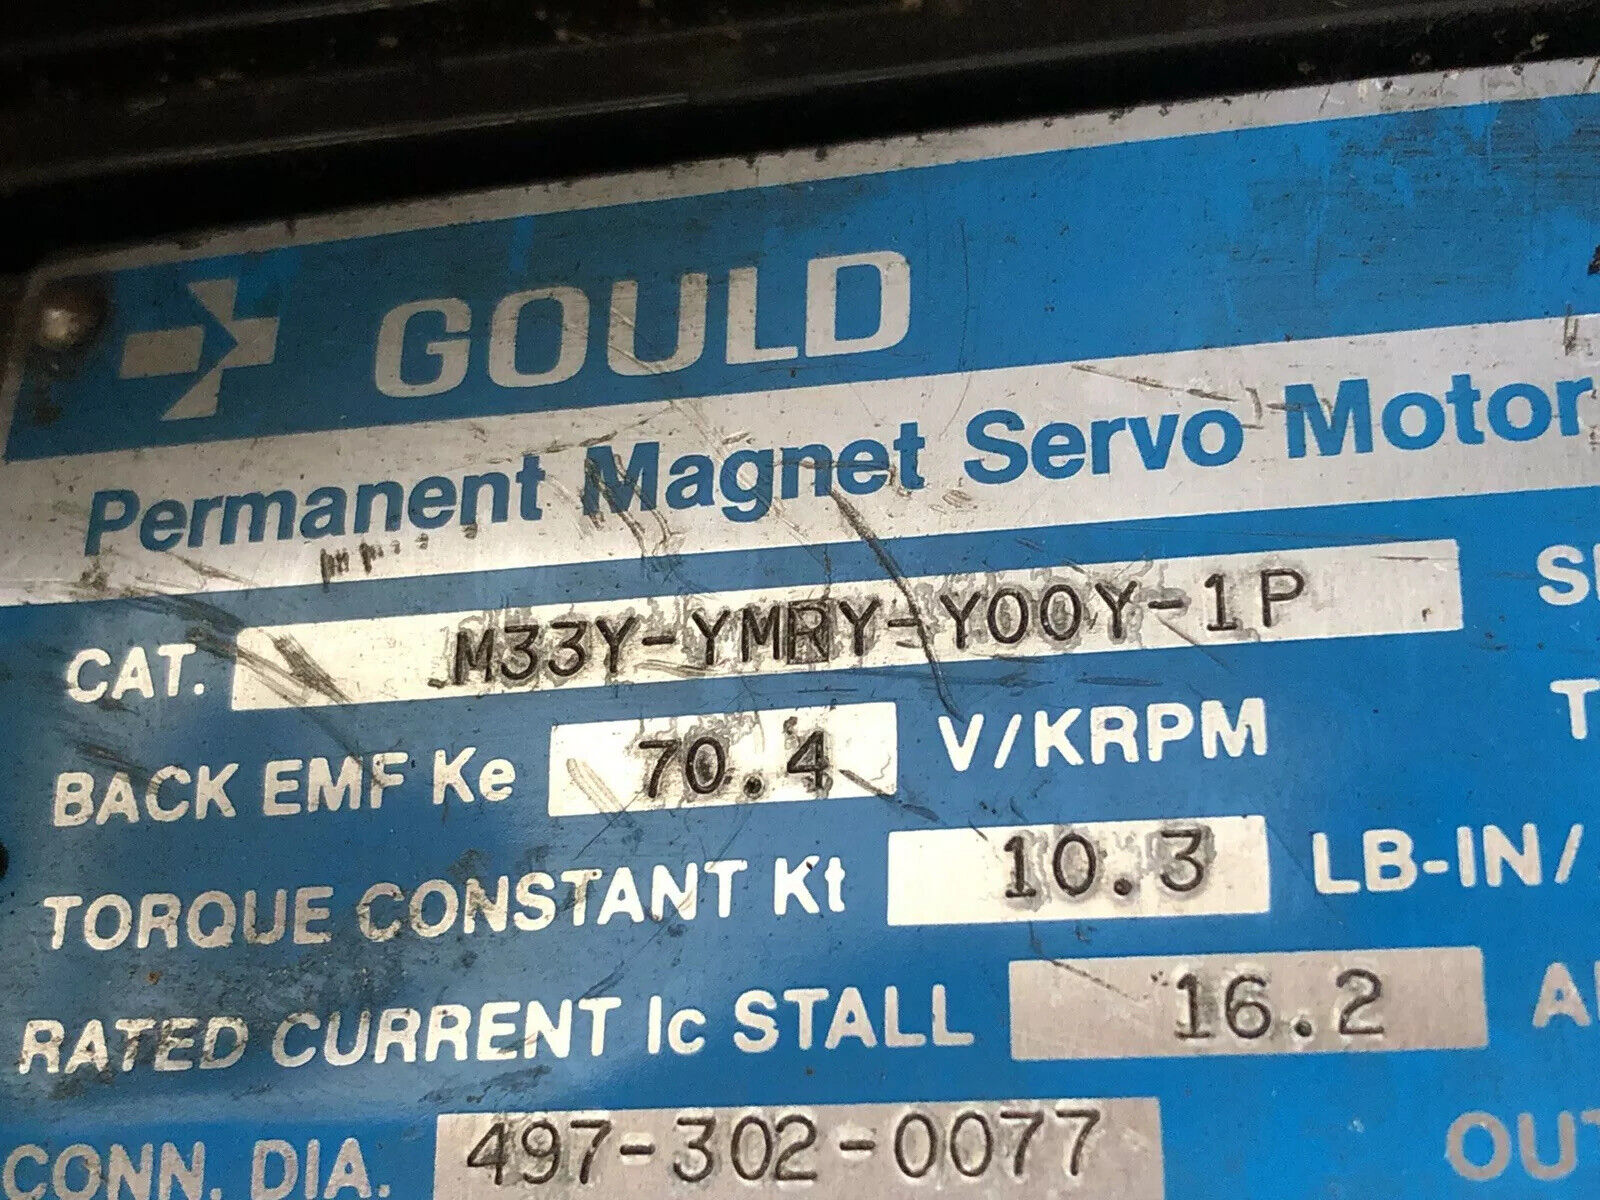 GOULD
Permanent Magnet Servo Motor
CAT. M33Y-YMRY-Y00Y-1P
BACK EMF Ke 70.4 V/KRPM
TORQUE CONSTANT Kt 10.3 LB-IN/
RATED CURRENT Ic STALL 16.2
CONN. DIA. 497-302-0077